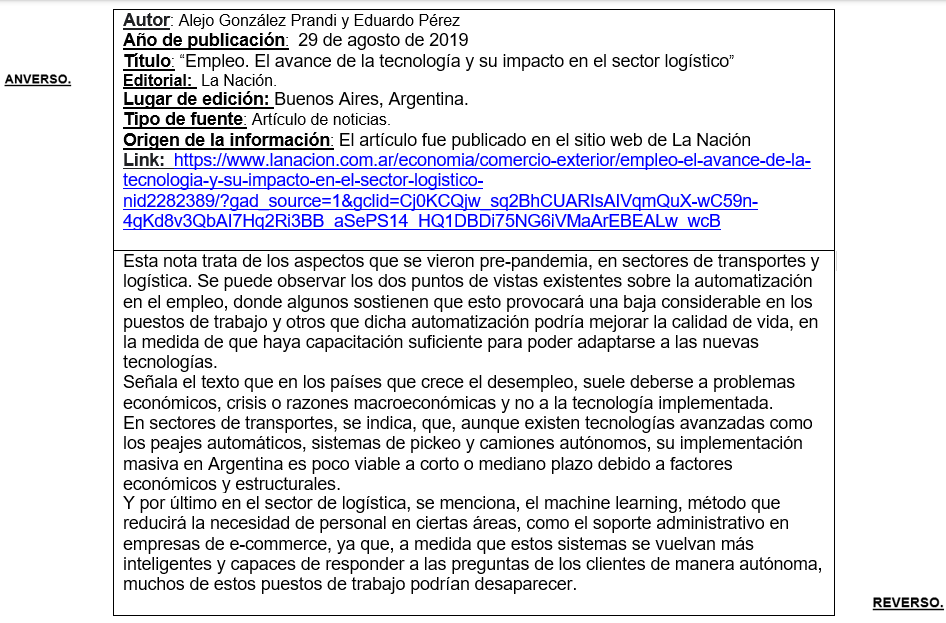 Autor: Alejo González Prandi y Eduardo Pérez
Año de publicación:  29 de agosto de 2019
Título: “Empleo. El avance de la tecnología y su impacto en el sector logístico”
ANVERSO.
Editorial:  La Nación.
Lugar de edición: Buenos Aires, Argentina.
Tipo de fuente: Artículo de noticias.
Origen de la información: El artículo fue publicado en el sitio web de La Nación
Link:  https://www.lanacion.com.ar/economia/comercio-exterior/empleo-el-avance-de-la-
tecnologia-y-su-impacto-en-el-sector-logistico-
nid2282389/?gad_source=1&gclid=Cj0KCQjw_sq2BhCUARIsAIVqmQuX-wC59n-
4gKd8v3QbAI7Hq2Ri3BB_aSePS14_HQ1DBDi75NG6iVMaArEBEALw_wcB
Esta nota trata de los aspectos que se vieron pre-pandemia, en sectores de transportes y
logística. Se puede observar los dos puntos de vistas existentes sobre la automatización
en el empleo, donde algunos sostienen que esto provocará una baja considerable en los
puestos de trabajo y otros que dicha automatización podría mejorar la calidad de vida, en
la medida de que haya capacitación suficiente para poder adaptarse a las nuevas
tecnologías.
Señala el texto que en los países que crece el desempleo, suele deberse a problemas
económicos, crisis o razones macroeconómicas y no a la tecnología implementada.
En sectores de transportes, se indica, que, aunque existen tecnologías avanzadas como
los peajes automáticos, sistemas de pickeo y camiones autónomos, su implementación
masiva en Argentina es poco viable a corto o mediano plazo debido a factores
económicos y estructurales.
Y por último en el sector de logística, se menciona, el machine learning, método que
reducirá la necesidad de personal en ciertas áreas, como el soporte administrativo en
empresas de e-commerce, ya que, a medida que estos sistemas se vuelvan más
inteligentes y capaces de responder a las preguntas de los clientes de manera autónoma,
muchos de estos puestos de trabajo podrían desaparecer.
REVERSO.